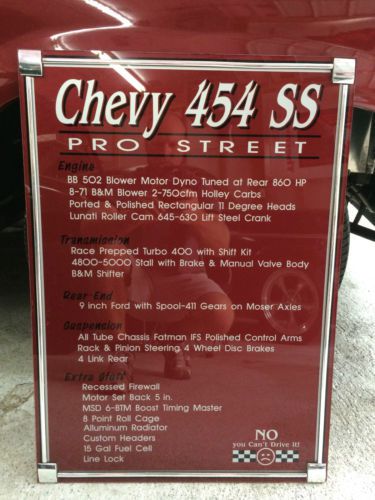 Chevy 454 SS
PRO STREET
Engine
BB 502 Blower Motor Dyno Tuned at Rear 860 HP
8-71 B&M Blower 2-750cfm Holley Carbs
Ported & Polished Rectangular 11 Degree Heads
Lunati Roller Cam 645-630 Lift Steel Crank
Transmission
Race Prepped Turbo 400 with Shift Kit
4800-5000 Stall with Brake & Manual Valve Body
B&M Shifter
Rear End
9 inch Ford with Spool-411 Gears on Moser Axles
Suspension
All Tube Chassis Fatman IFS Polished Control Arms
Rack & Pinion Steering 4 Wheel Disc Brakes
4 Link Rear
Extra Stuff
Recessed Firewall
Motor Set Back 5 in.
MSD 6-BTM Boost Timing Master
8 Point Roll Cage
Alluminum Radiator
Custom Headers
15 Gal Fuel Cell
Line Lock
NO
you Can't Drive it!